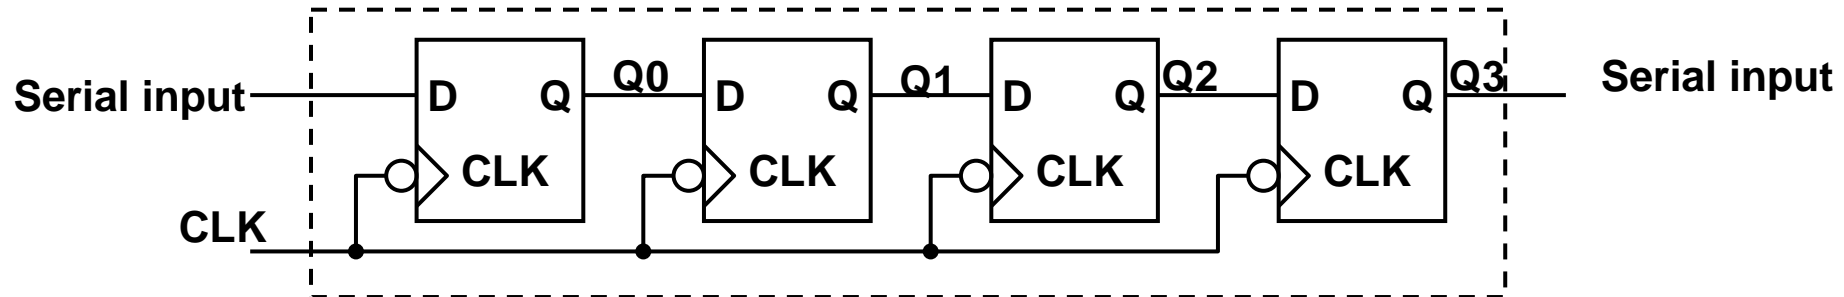 Serial input
D Q
CLK
Q0
D Q
CLK
Q1
D Q
CLK
Q2
D Q
CLK
Q3
Serial input
CLK